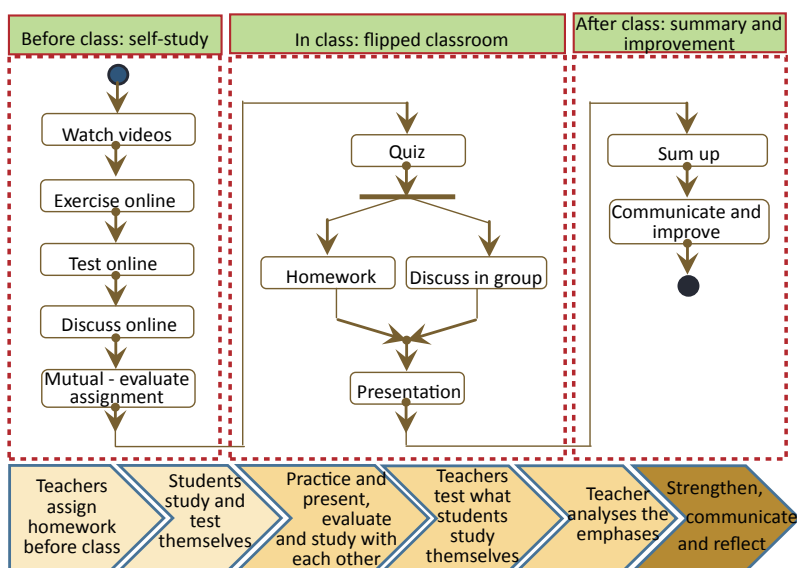 Before class: self-study
In class: flipped classroom
After class: summary and
improvement
Watch videos
Exercise online
Test online
Discuss online
Mutual - evaluate
assignment
Quiz
Homework
Discuss in group
Presentation
Sum up
Communicate and
improve
Teachers
assign
homework
before class
Students
study and
test
themselves
Practice and
present,
evaluate
and study with
each other
Teachers
test what
students
study
themselves
Teacher
analyses the
emphases
Strengthen,
communicate
and reflect